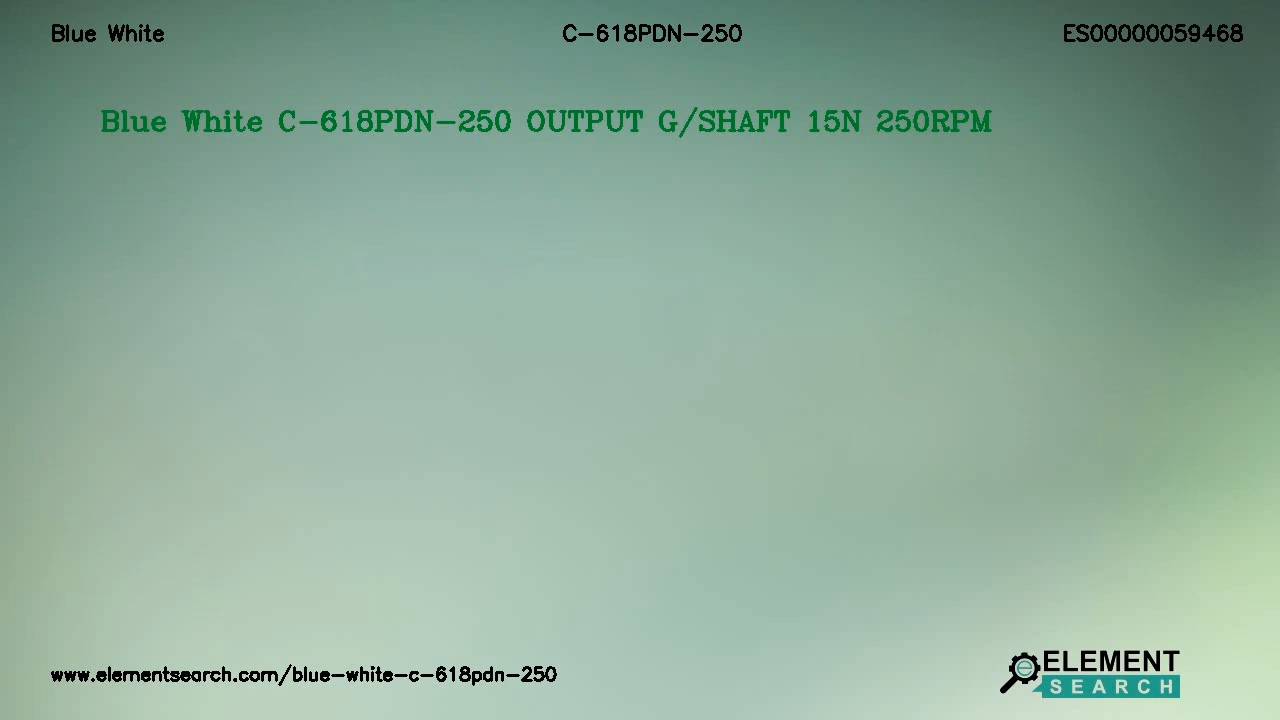 Blue White C-618PDN-250 ES00000059468
Blue White C-618PDN-250 OUTPUT G/SHAFT 15N 250RPM
www.elementsearch.com/blue-white-c-618pdn-250
e ELEMENT
SEARCH